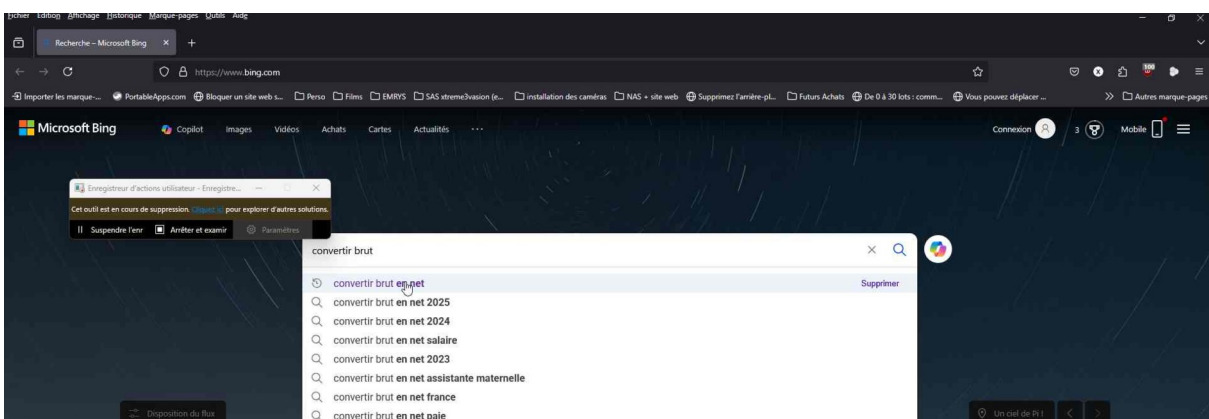 Fichier Edition Affichage Historique Marque-pages Outils Aide
Recherche – Microsoft Bing × +
https://www.bing.com
Importer les marque-... PortableApps.com Bloquer un site web s... Perso Films EMRYS SAS xtreme3vasion (e... installation des caméras NAS + site web Supprimez l'arrière-pl... Futurs Achats De 0 à 30 lots : comm... Vous pouvez déplacer ... Autres marque-pages
Microsoft Bing Copilot Images Vidéos Achats Cartes Actualités ... Connexion 3 Mobile
Enregistreur d'actions utilisateur - Enregistre...
Cet outil est en cours de suppression. Cliquez ici pour explorer d'autres solutions.
Suspendre l'enr Arrêter et examir Paramètres
convertir brut
convertir brut en net Supprimer
convertir brut en net 2025
convertir brut en net 2024
convertir brut en net salaire
convertir brut en net 2023
convertir brut en net assistante maternelle
convertir brut en net france
convertir brut en net paie
Disposition du flux Un ciel de Pi !